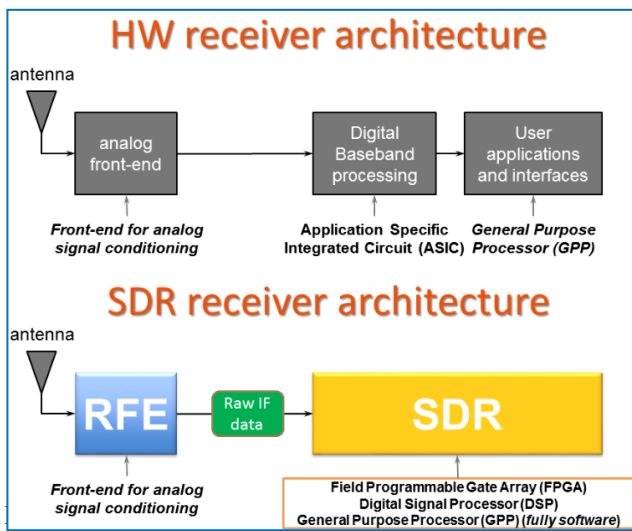 HW receiver architecture
antenna
analog
front-end
Digital
Baseband
processing
User
applications
and interfaces
Front-end for analog
signal conditioning
Application Specific
Integrated Circuit (ASIC)
General Purpose
Processor (GPP)
SDR receiver architecture
antenna
RFE
Raw IF
data
SDR
Front-end for analog
signal conditioning
Field Programmable Gate Array (FPGA)
Digital Signal Processor (DSP)
General Purpose Processor (GPP) (fully software)